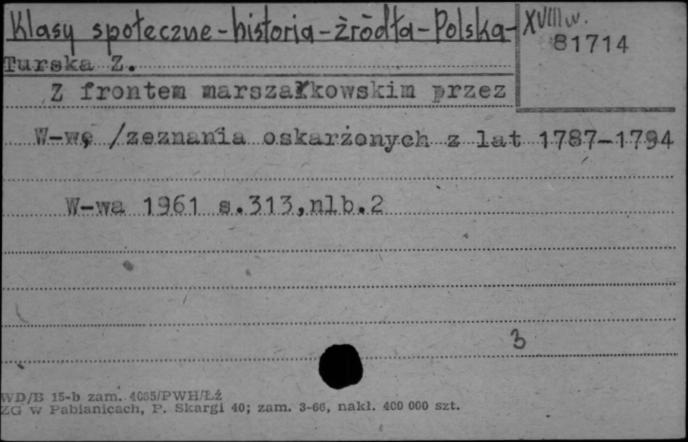 Klasy społeczne - historia - źródła - Polska - XVIII w.
81714
Turska Z.
Z frontem marszałkowskim przez
W-wę /zeznania oskarżonych z lat 1787-1794
W-wa 1961 s.313,nlb.2
3
WD/B 15-b zam. 4085/PWH/Łź
ZG w Pabianicach, P. Skargi 40; zam. 3-66, nakł. 400 000 szt.